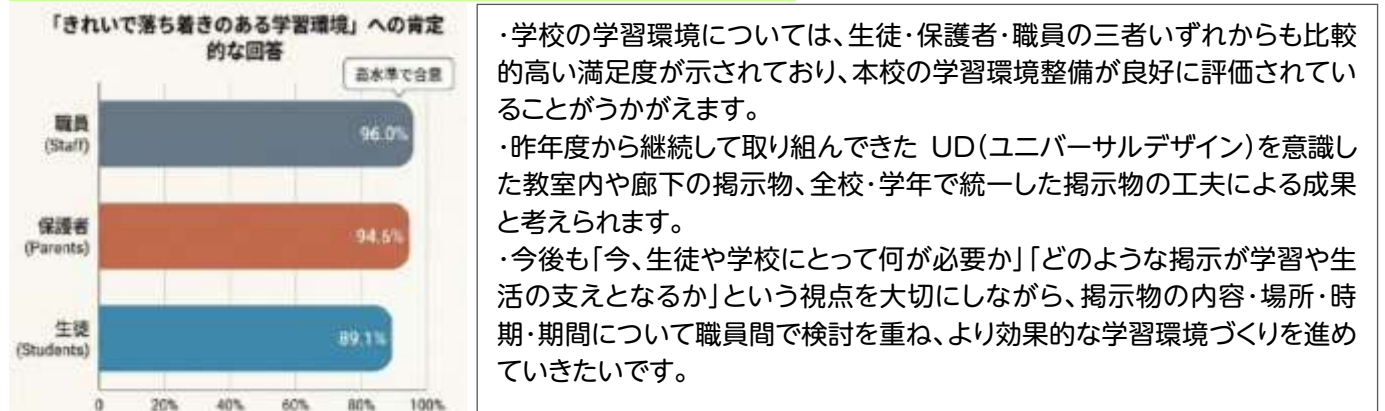 「きれいで落ち着きのある学習環境」への肯定
的な回答
高水準で合意
職員
(Staff)
96.0%
保護者
(Parents)
94.5%
生徒
(Students)
89.1%
0 20% 40% 60% 80% 100%
・学校の学習環境については、生徒・保護者・職員の三者いずれからも比較
的高い満足度が示されており、本校の学習環境整備が良好に評価されてい
ることがうかがえます。
・昨年度から継続して取り組んできた UD(ユニバーサルデザイン)を意識し
た教室内や廊下の掲示物、全校・学年で統一した掲示物の工夫による成果
と考えられます。
・今後も「今、生徒や学校にとって何が必要か」「どのような掲示が学習や生
活の支えとなるか」という視点を大切にしながら、掲示物の内容・場所・時
期・期間について職員間で検討を重ね、より効果的な学習環境づくりを進め
ていきたいです。